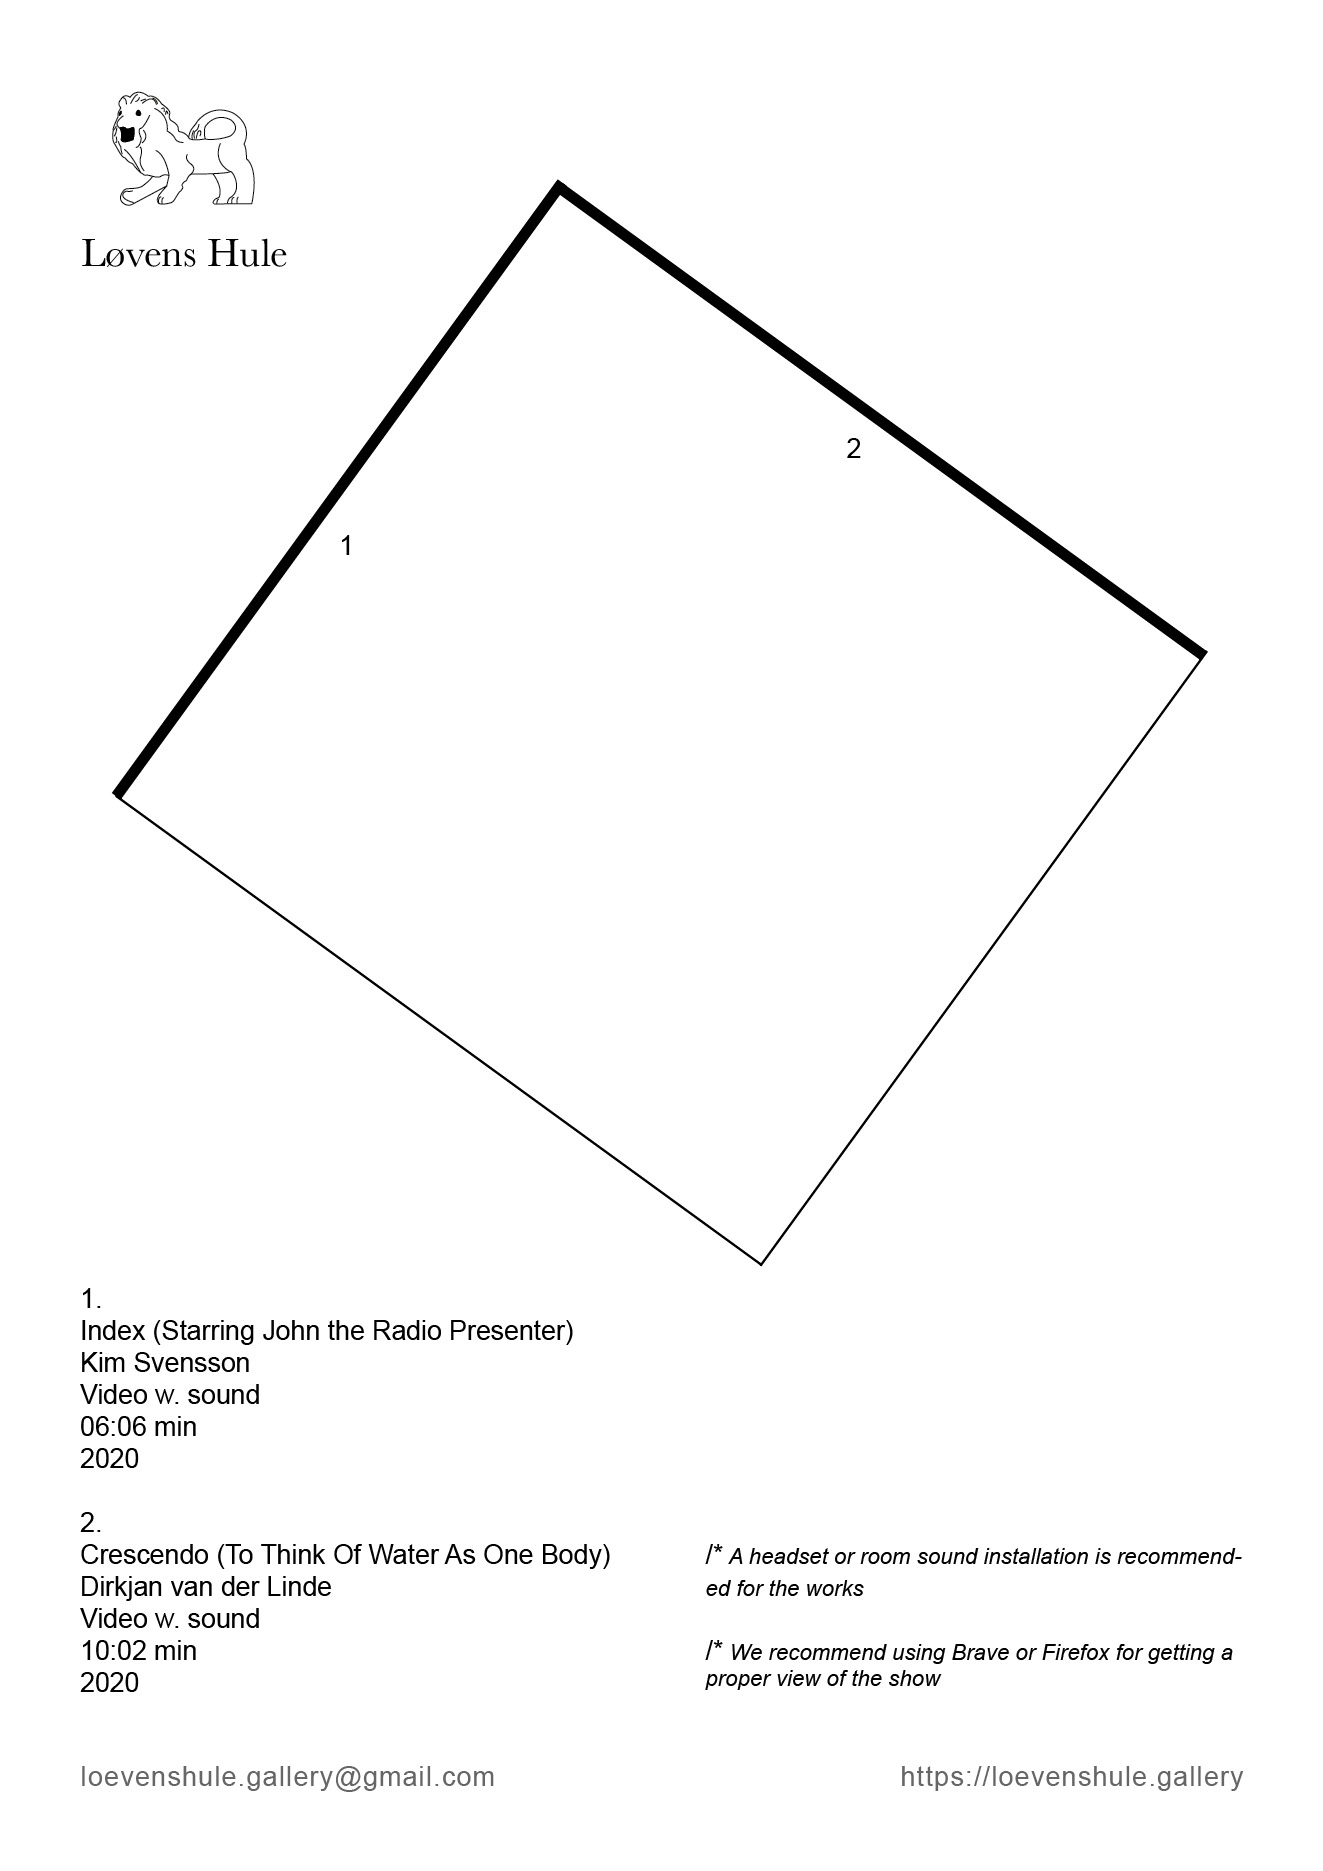 Løvens Hule
2
1
1.
Index (Starring John the Radio Presenter)
Kim Svensson
Video w. sound
06:06 min
2020
2.
Crescendo (To Think Of Water As One Body)
Dirkjan van der Linde
Video w. sound
10:02 min
2020
/* A headset or room sound installation is recommend-
ed for the works
/* We recommend using Brave or Firefox for getting a
proper view of the show
loevenshule.gallery@gmail.com
https://loevenshule.gallery